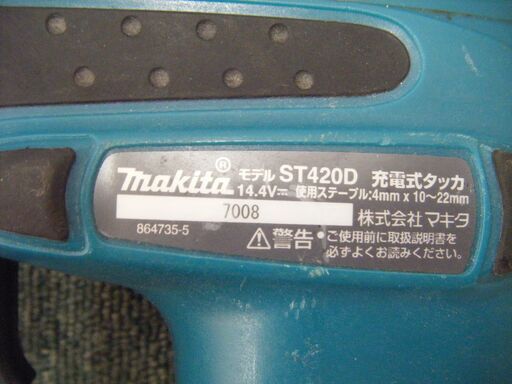 makita® モデル ST420D 充電式タッカ
14.4V⎓ 使用ステープル:4mm x 10~22mm
7008 株式会社マキタ
864735-5
⚠警告 ・ご使用前に取扱説明書を
必ずよくお読みください。